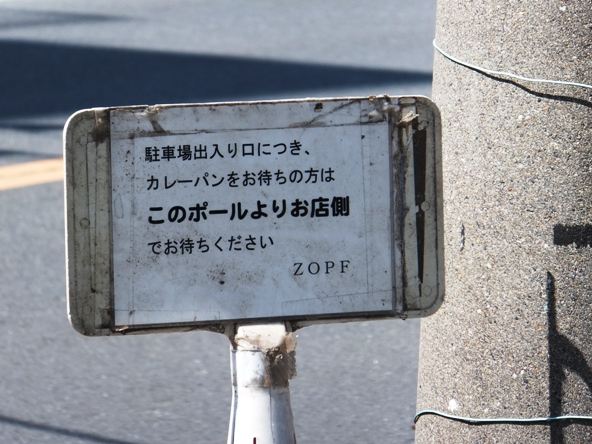 駐車場出入り口につき、
カレーパンをお待ちの方は
このポールよりお店側
でお待ちください
ZOPF